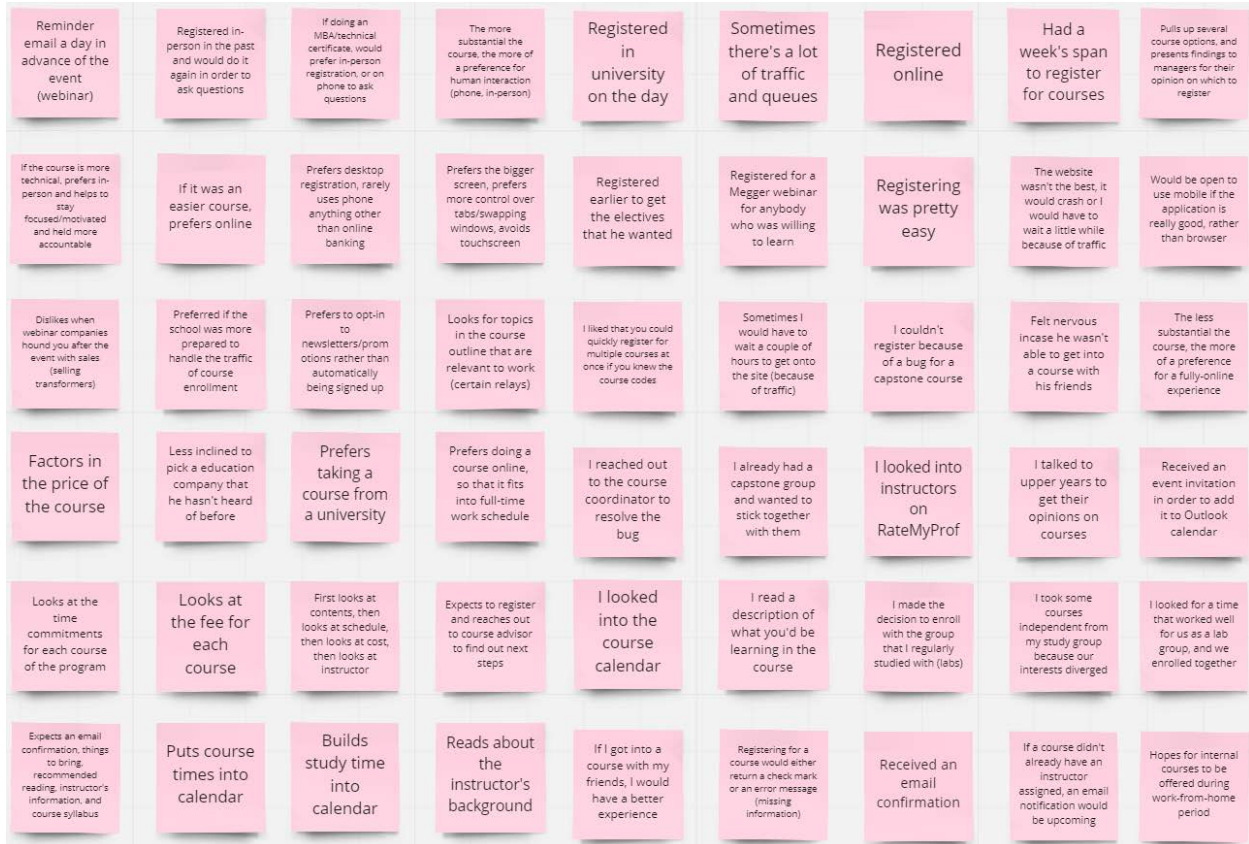 Reminder
email a day in
advance of the
event
(webinar)
Registered in-
person in the past
and would do it
again in order to
ask questions
If doing an
MBA/technical
certificate, would
prefer in-person
registration, or on
phone to ask
questions
The more
substantial the
course, the more of
a preference for
human interaction
(phone, in-person)
Registered
in
university
on the day
Sometimes
there's a lot
of traffic
and queues
Registered
online
Had a
week's span
to register
for courses
Pulls up several
course options, and
presents findings to
managers for their
opinion on which to
register
If the course is more
technical, prefers in-
person and helps to
stay
focused/motivated
and held more
accountable
If it was an
easier course,
prefers online
Prefers desktop
registration, rarely
uses phone
anything other
than online
banking
Prefers the bigger
screen, prefers
more control over
tabs/swapping
windows, avoids
touchscreen
Registered
earlier to get
the electives
that he wanted
Registered for a
Megger webinar
for anybody
who was willing
to learn
Registering
was pretty
easy
The website
wasn't the best, it
would crash or I
would have to
wait a little while
because of traffic
Would be open to
use mobile if the
application is
really good, rather
than browser
Dislikes when
webinar companies
hound you after the
event with sales
(selling
transformers)
Preferred if the
school was more
prepared to
handle the traffic
of course
enrollment
Prefers to opt-in
to
newsletters/prom
otions rather than
automatically
being signed up
Looks for topics
in the course
outline that are
relevant to work
(certain relays)
I liked that you could
quickly register for
multiple courses at
once if you knew the
course codes
Sometimes I
would have to
wait a couple of
hours to get onto
the site (because
of traffic)
I couldn't
register because
of a bug for a
capstone course
Felt nervous
incase he wasn't
able to get into
a course with
his friends
The less
substantial the
course, the more
of a preference
for a fully-online
experience
Factors in
the price of
the course
Less inclined to
pick a education
company that
he hasn't heard
of before
Prefers
taking a
course from
a university
Prefers doing a
course online,
so that it fits
into full-time
work schedule
I reached out
to the course
coordinator to
resolve the
bug
I already had a
capstone group
and wanted to
stick together
with them
I looked into
instructors
on
RateMyProf
I talked to
upper years to
get their
opinions on
courses
Received an
event invitation
in order to add
it to Outlook
calendar
Looks at the
time
commitments
for each course
of the program
Looks at
the fee for
each
course
First looks at
contents, then
looks at schedule,
then looks at cost,
then looks at
instructor
Expects to register
and reaches out
to course advisor
to find out next
steps
I looked
into the
course
calendar
I read a
description of
what you'd be
learning in the
course
I made the
decision to enroll
with the group
that I regularly
studied with (labs)
I took some
courses
independent from
my study group
because our
interests diverged
I looked for a time
that worked well
for us as a lab
group, and we
enrolled together
Expects an email
confirmation, things
to bring,
recommended
reading, instructor's
information, and
course syllabus
Puts course
times into
calendar
Builds
study time
into
calendar
Reads about
the
instructor's
background
If I got into a
course with my
friends, I would
have a better
experience
Registering for a
course would either
return a check mark
or an error message
(missing
information)
Received an
email
confirmation
If a course didn't
already have an
instructor
assigned, an email
notification would
be upcoming
Hopes for internal
courses to be
offered during
work-from-home
period